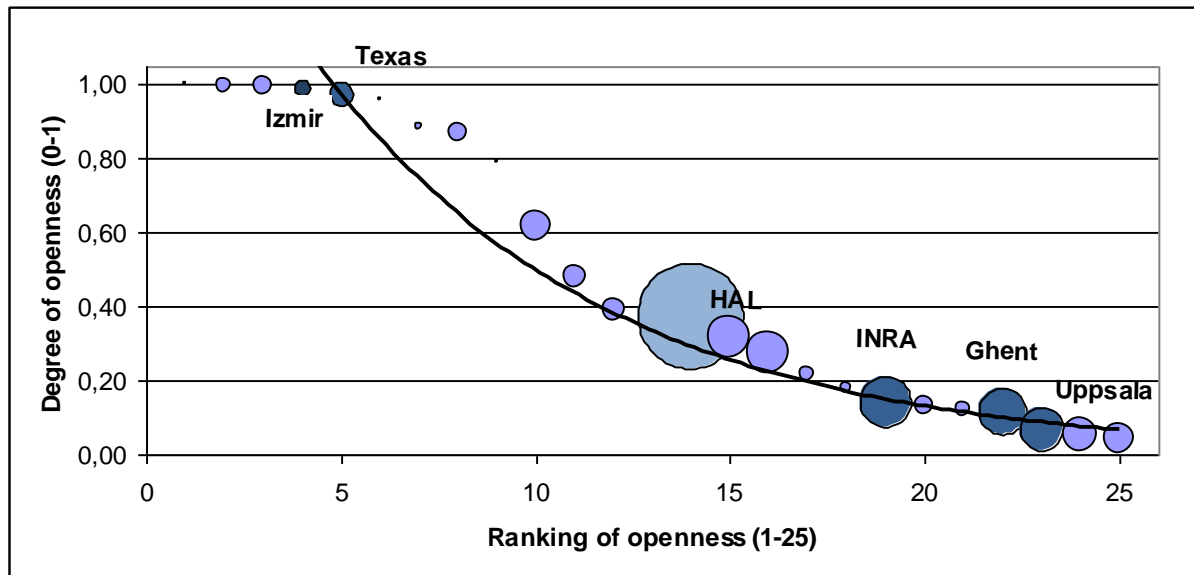 Texas
1,00
Izmir
0,80
0,60
0,40
HAL
INRA
Ghent
0,20
Uppsala
0,00
0
5
10
15
20
25
Degree of openness (0-1)
Ranking of openness (1-25)